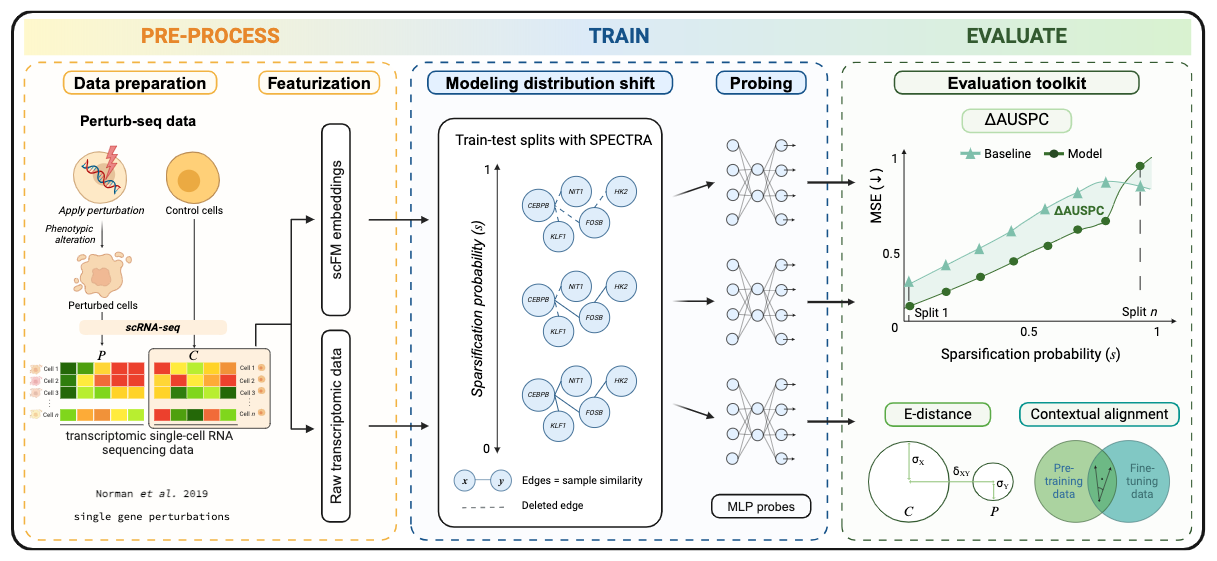 PRE-PROCESS
TRAIN
EVALUATE
Data preparation
Featurization
Modeling distribution shift
Probing
Evaluation toolkit
Perturb-seq data
Apply perturbation
Control cells
Phenotypic
alteration
Perturbed cells
scRNA-seq
P
C
Cell 1
Cell 2
Cell 3
Cell n
Cell 1
Cell 2
Cell 3
Cell n
transcriptomic single-cell RNA
sequencing data
Norman et al. 2019
single gene perturbations
scFM embeddings
Raw transcriptomic data
Train-test splits with SPECTRA
Sparsification probability (s)
1
0
CEBPB
NIT1
HK2
KLF1
FOSB
CEBPB
NIT1
HK2
KLF1
FOSB
CEBPB
NIT1
HK2
KLF1
FOSB
x
y
Edges = sample similarity
Deleted edge
MLP probes
ΔAUSPC
Baseline
Model
MSE (↓)
1
0.5
0
ΔAUSPC
Split 1
Split n
0.5
1
Sparsification probability (s)
E-distance
σX
δXY
σY
C
P
Contextual alignment
Pre-
training
data
Fine-
tuning
data